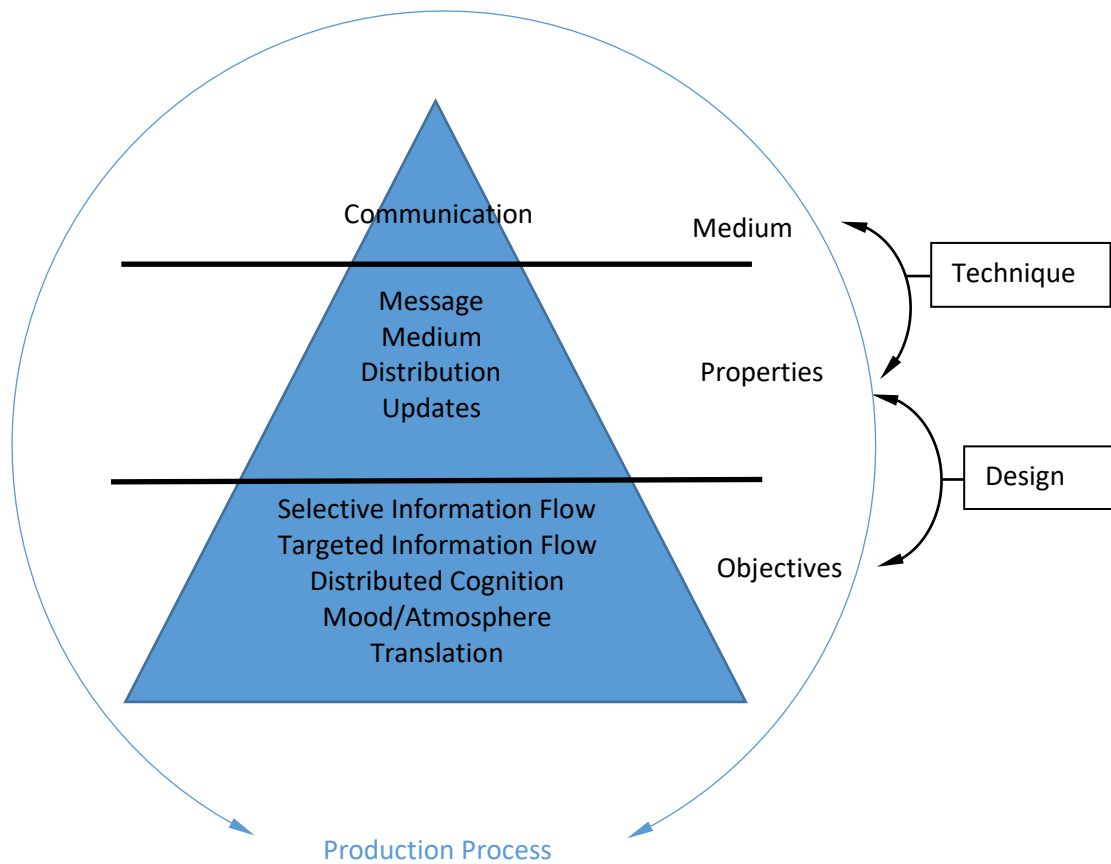 Communication
Medium
Technique
Message
Medium
Distribution
Updates
Properties
Design
Selective Information Flow
Targeted Information Flow
Distributed Cognition
Mood/Atmosphere
Translation
Objectives
Production Process